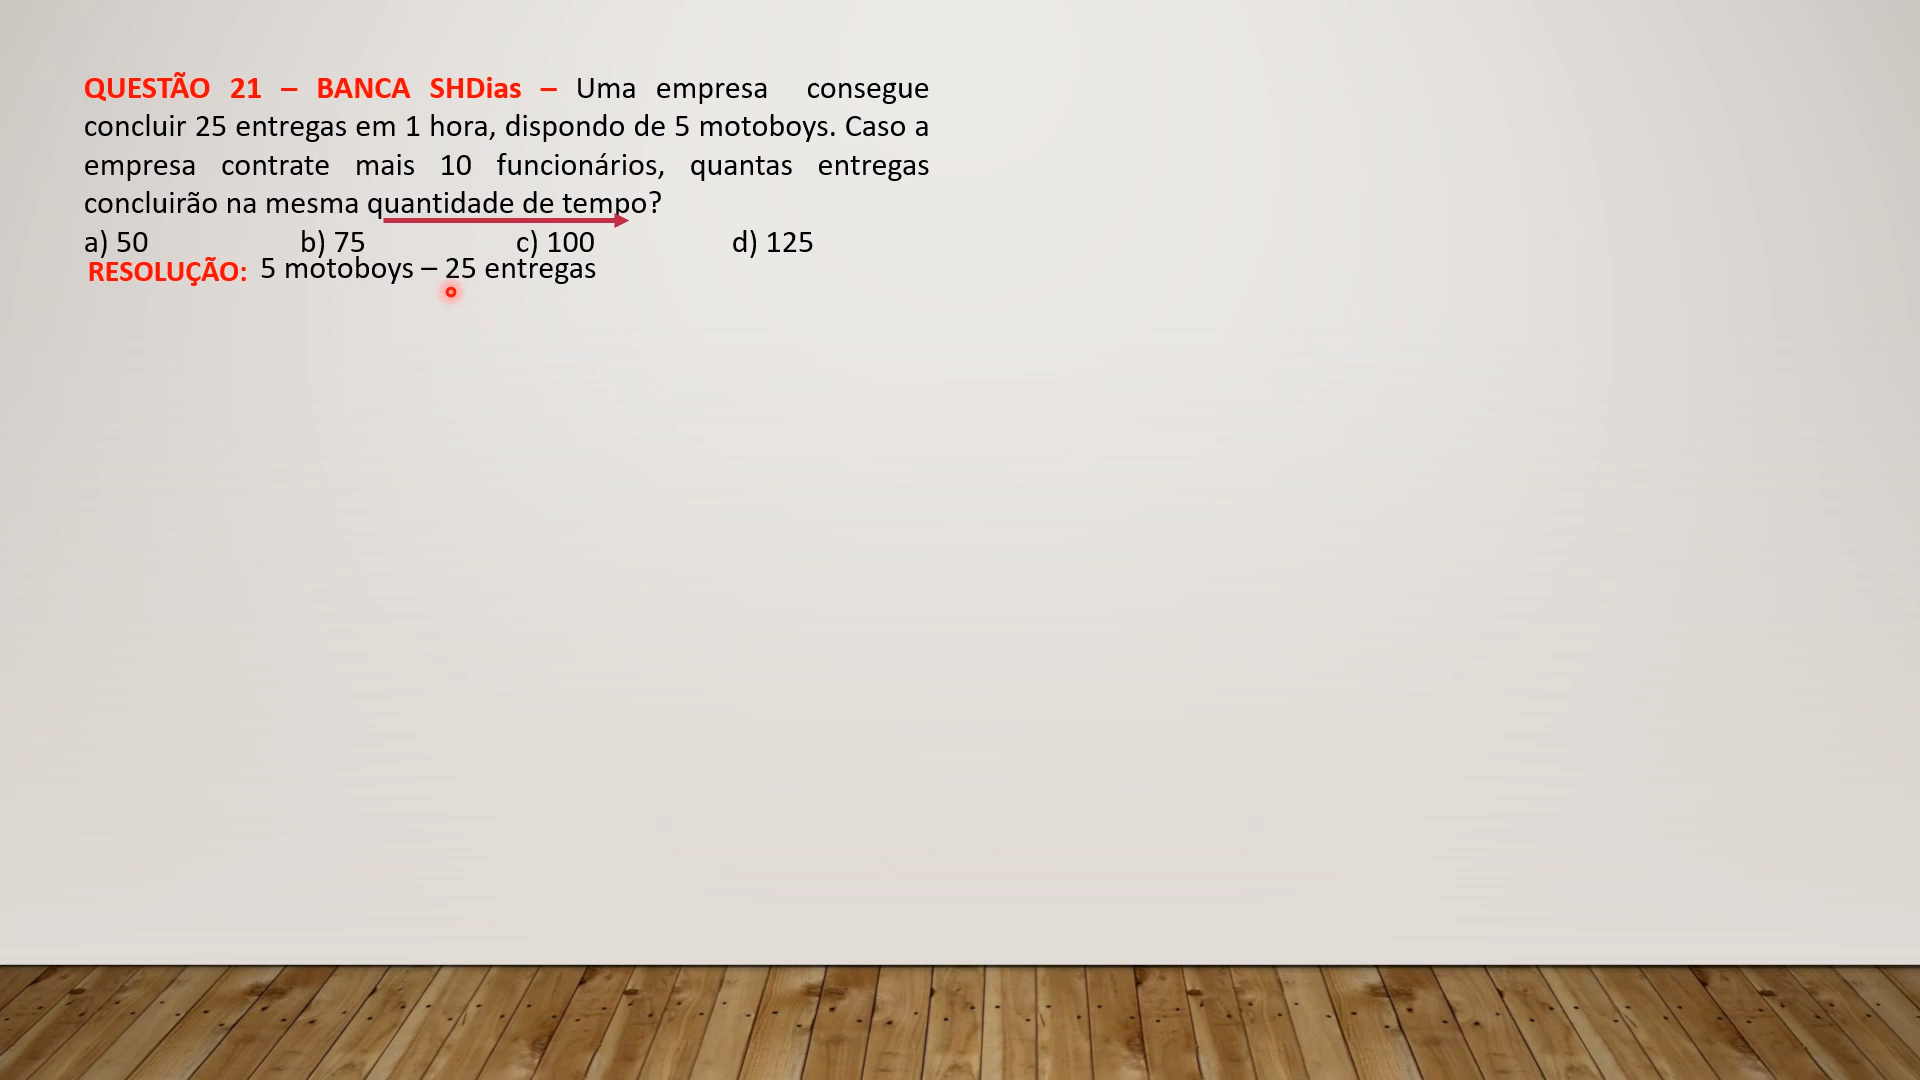 QUESTÃO 21 – BANCA SHDias – Uma empresa consegue
concluir 25 entregas em 1 hora, dispondo de 5 motoboys. Caso a
empresa contrate mais 10 funcionários, quantas entregas
concluirão na mesma quantidade de tempo?
a) 50 b) 75 c) 100 d) 125
RESOLUÇÃO: 5 motoboys – 25 entregas